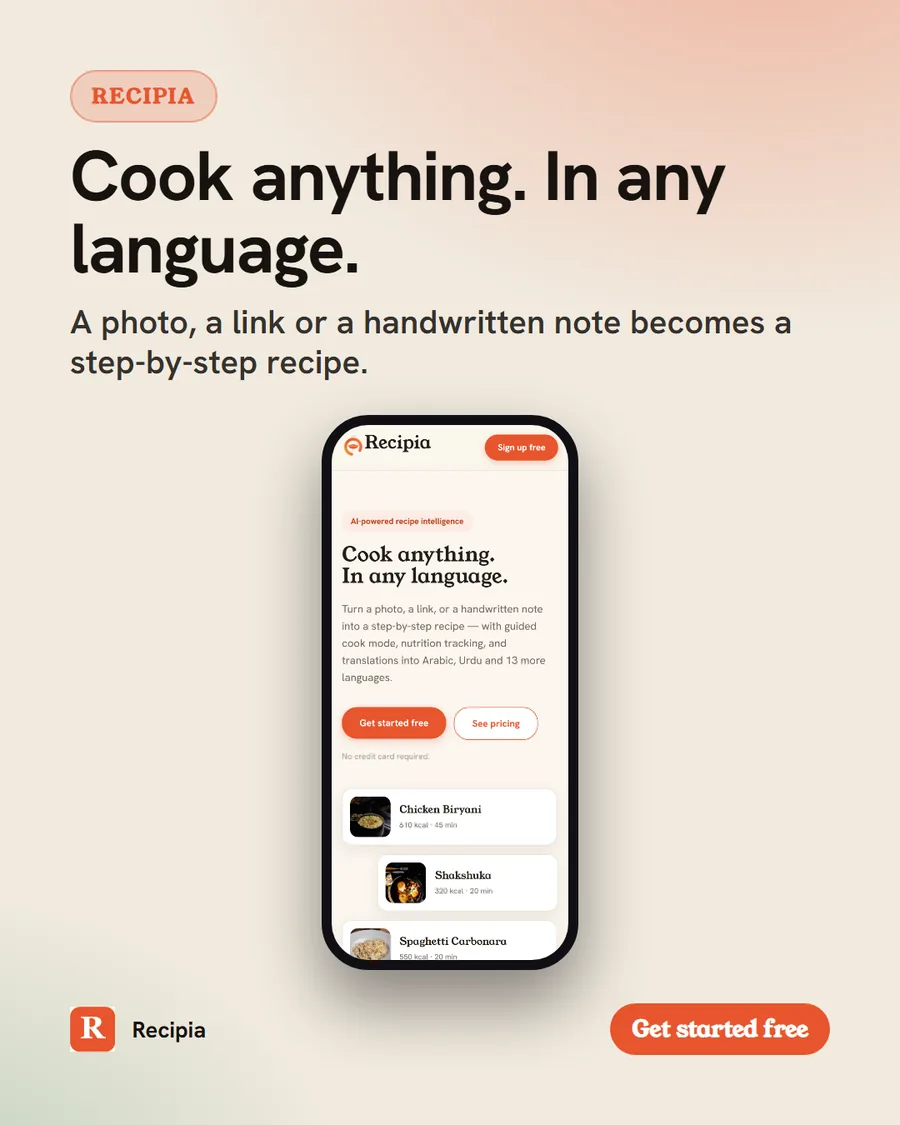 RECIPIA
Cook anything. In any
language.
A photo, a link or a handwritten note becomes a
step-by-step recipe.
Recipia
Sign up free
AI-powered recipe intelligence
Cook anything.
In any language.
Turn a photo, a link, or a handwritten note
into a step-by-step recipe — with guided
cook mode, nutrition tracking, and
translations into Arabic, Urdu and 13 more
languages.
Get started free
See pricing
No credit card required.
Chicken Biryani
610 kcal · 45 min
Shakshuka
320 kcal · 20 min
Spaghetti Carbonara
550 kcal · 20 min
R
Recipia
Get started free